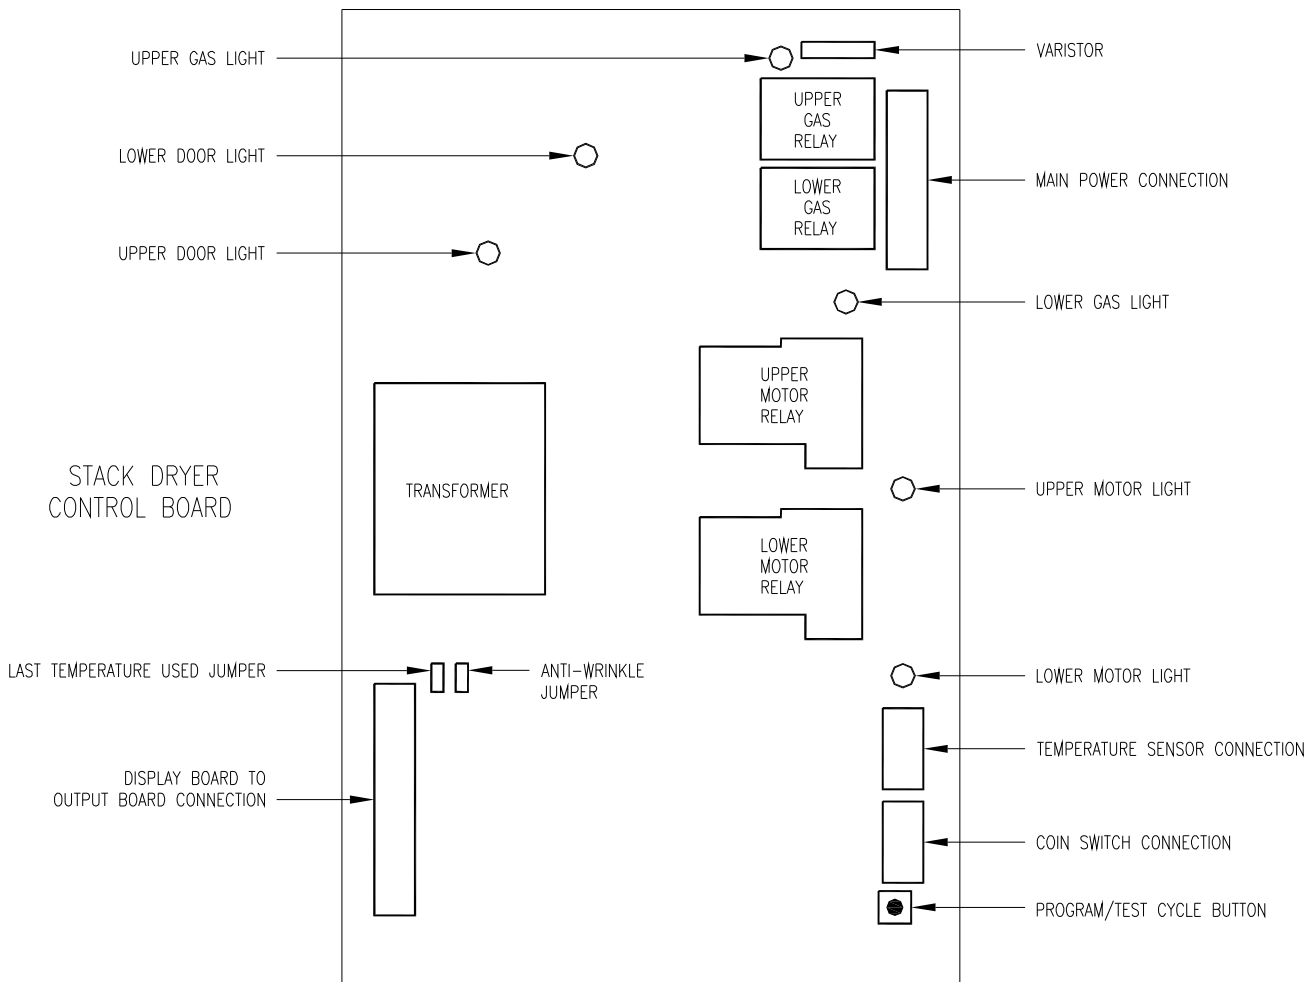 UPPER GAS LIGHT
VARISTOR
UPPER
GAS
RELAY
LOWER DOOR LIGHT
MAIN POWER CONNECTION
LOWER
GAS
RELAY
UPPER DOOR LIGHT
LOWER GAS LIGHT
UPPER
MOTOR
RELAY
STACK DRYER
CONTROL BOARD
TRANSFORMER
UPPER MOTOR LIGHT
LOWER
MOTOR
RELAY
LAST TEMPERATURE USED JUMPER
ANTI-WRINKLE
JUMPER
LOWER MOTOR LIGHT
TEMPERATURE SENSOR CONNECTION
DISPLAY BOARD TO
OUTPUT BOARD CONNECTION
COIN SWITCH CONNECTION
PROGRAM/TEST CYCLE BUTTON